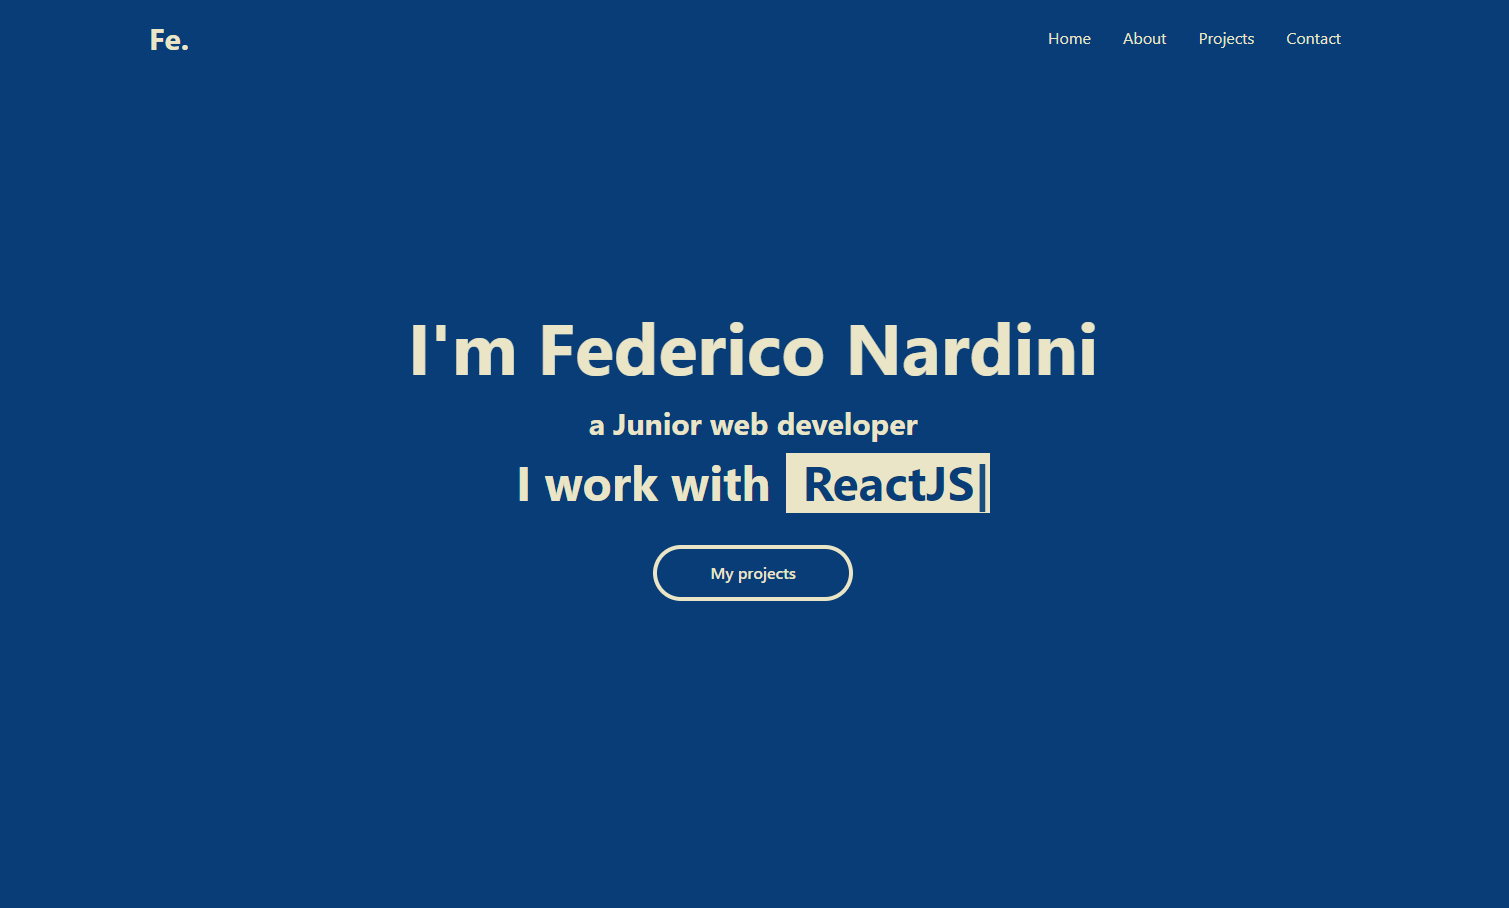 Fe.
Home About Projects Contact
I'm Federico Nardini
a Junior web developer
I work with ReactJS|
My projects